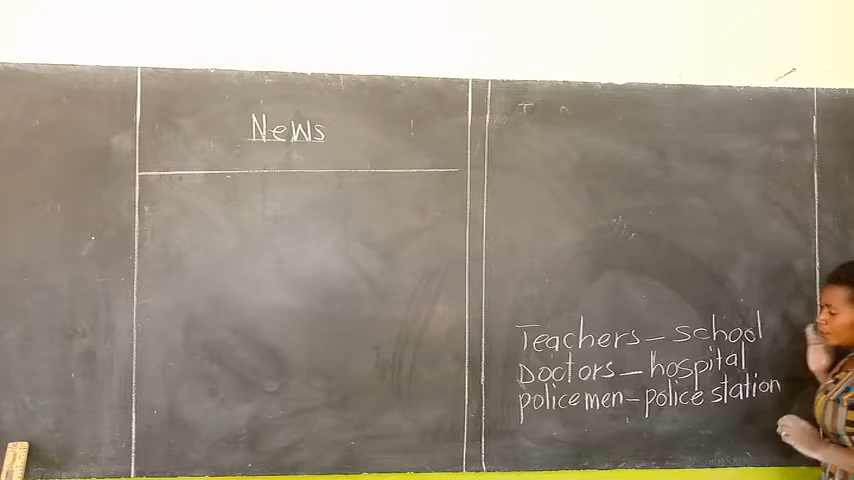 News
Teachers – school
Doctors – hospital
policemen – police station